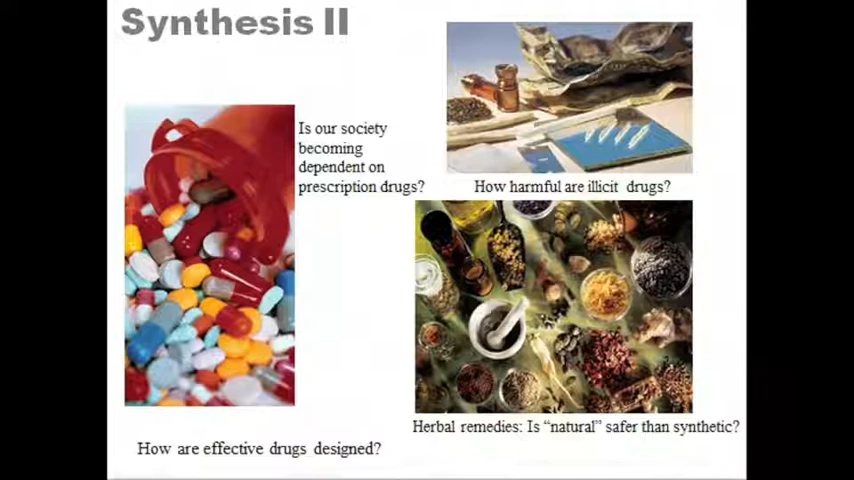 Synthesis II
Is our society
becoming
dependent on
prescription drugs?
How harmful are illicit drugs?
Herbal remedies: Is “natural” safer than synthetic?
How are effective drugs designed?